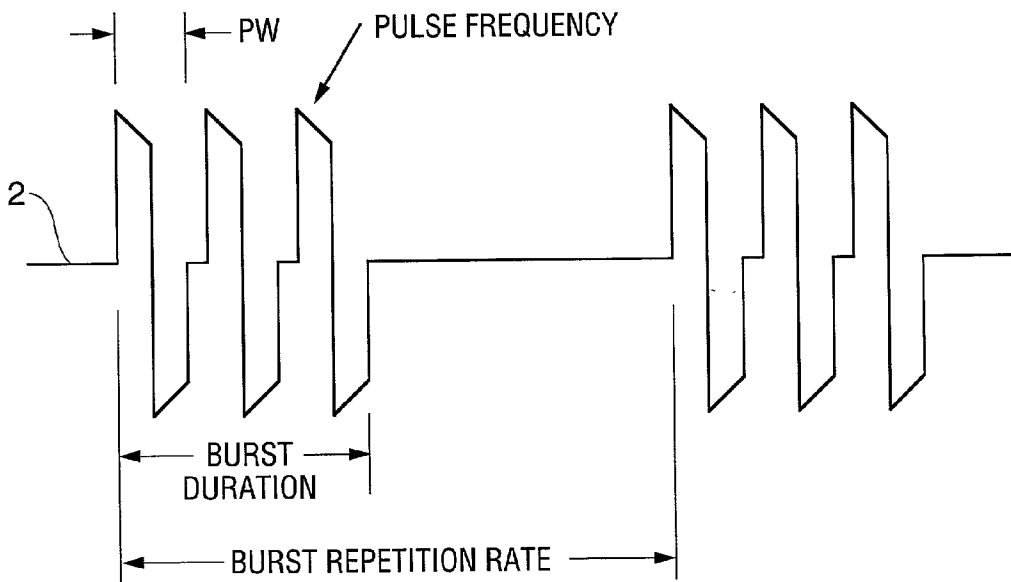 PW
PULSE FREQUENCY
2
BURST
DURATION
BURST REPETITION RATE